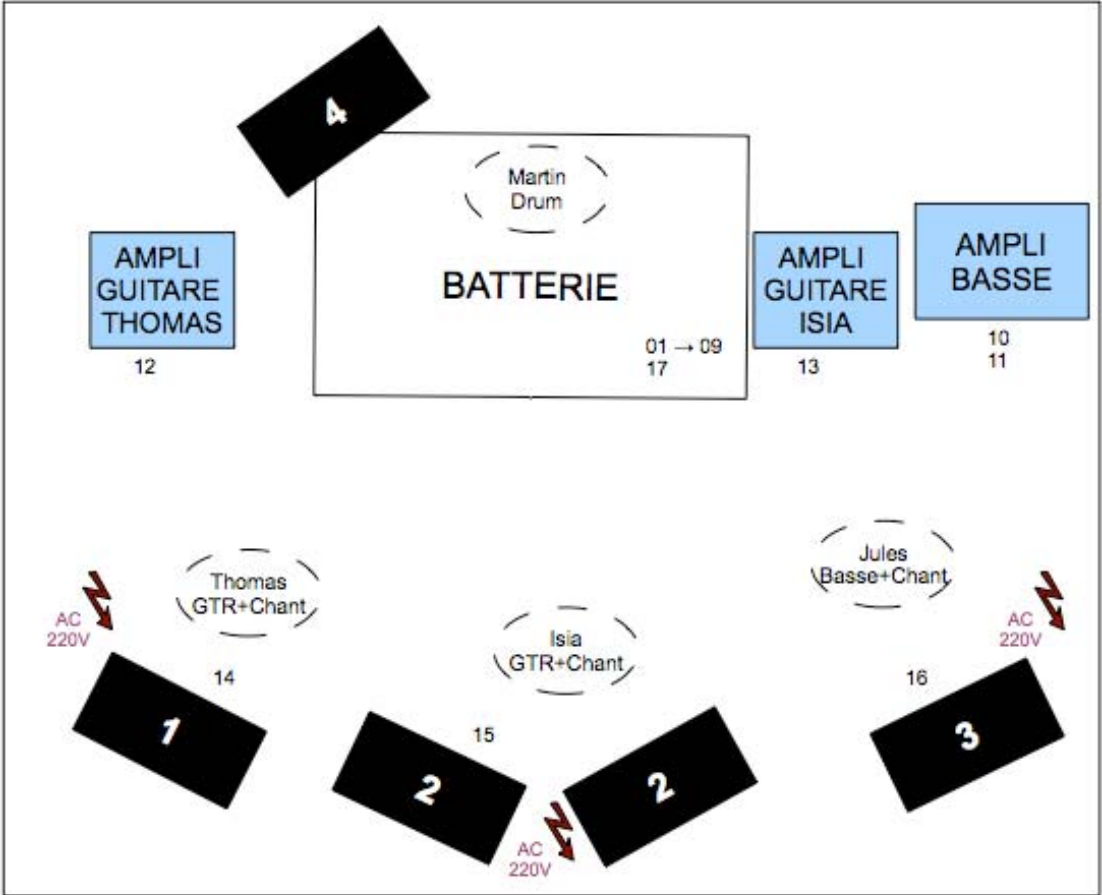 4
Martin
Drum
BATTERIE
01 → 09
17
AMPLI
GUITARE
THOMAS
12
AMPLI
GUITARE
ISIA
13
AMPLI
BASSE
10
11
Thomas
GTR+Chant
Isia
GTR+Chant
Jules
Basse+Chant
AC
220V
14
1
15
2
AC
220V
2
16
3
AC
220V